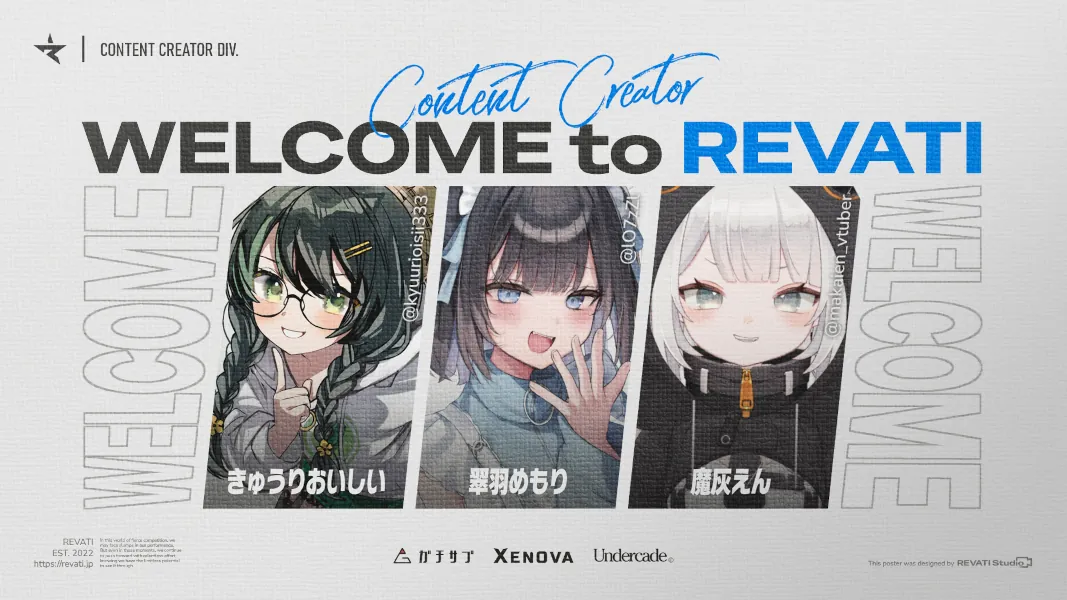 CONTENT CREATOR DIV.
Content Creator
WELCOME to REVATI
WELCOME
@kyuurioisii333
きゅうりおいしい
翠羽めもり
@makaien_vtuber
魔灰えん
WELCOME
REVATI
EST. 2022
https://revati.jp
ガチサプ
XENOVA
Undercade
This poster was designed by REVATI Studio